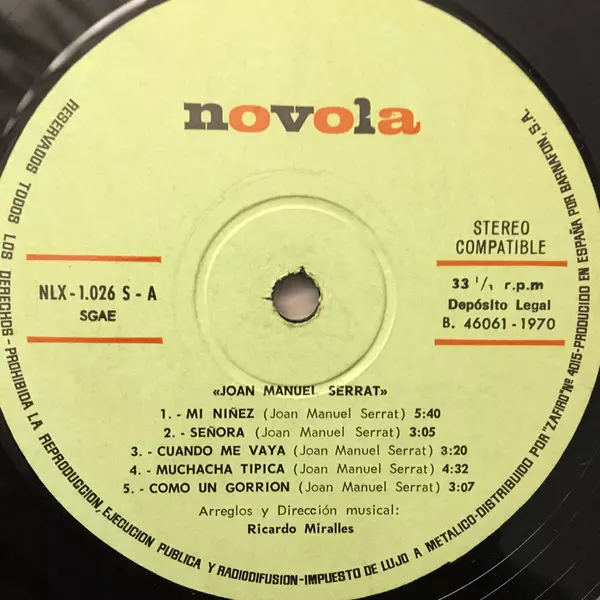 novola
NLX-1.026 S-A
SGAE
STEREO
COMPATIBLE
33 1/3 r.p.m
Depósito Legal
B. 46061-1970
«JOAN MANUEL SERRAT»
1.- MI NIÑEZ (Joan Manuel Serrat) 5:40
2.- SEÑORA (Joan Manuel Serrat) 3:05
3.- CUANDO ME VAYA (Joan Manuel Serrat) 3:20
4.- MUCHACHA TIPICA (Joan Manuel Serrat) 4:32
5.- COMO UN GORRION (Joan Manuel Serrat) 3:07
Arreglos y Dirección musical:
Ricardo Miralles
RESERVADOS TODOS LOS DERECHOS-PROHIBIDA LA REPRODUCCION, EJECUCION PUBLICA Y RADIODIFUSION-IMPUESTO DE LUJO A METALICO-DISTRIBUIDO POR "ZAFIRO" Nº 4015-PRODUCIDO EN ESPAÑA POR BARNAFON, S.A.